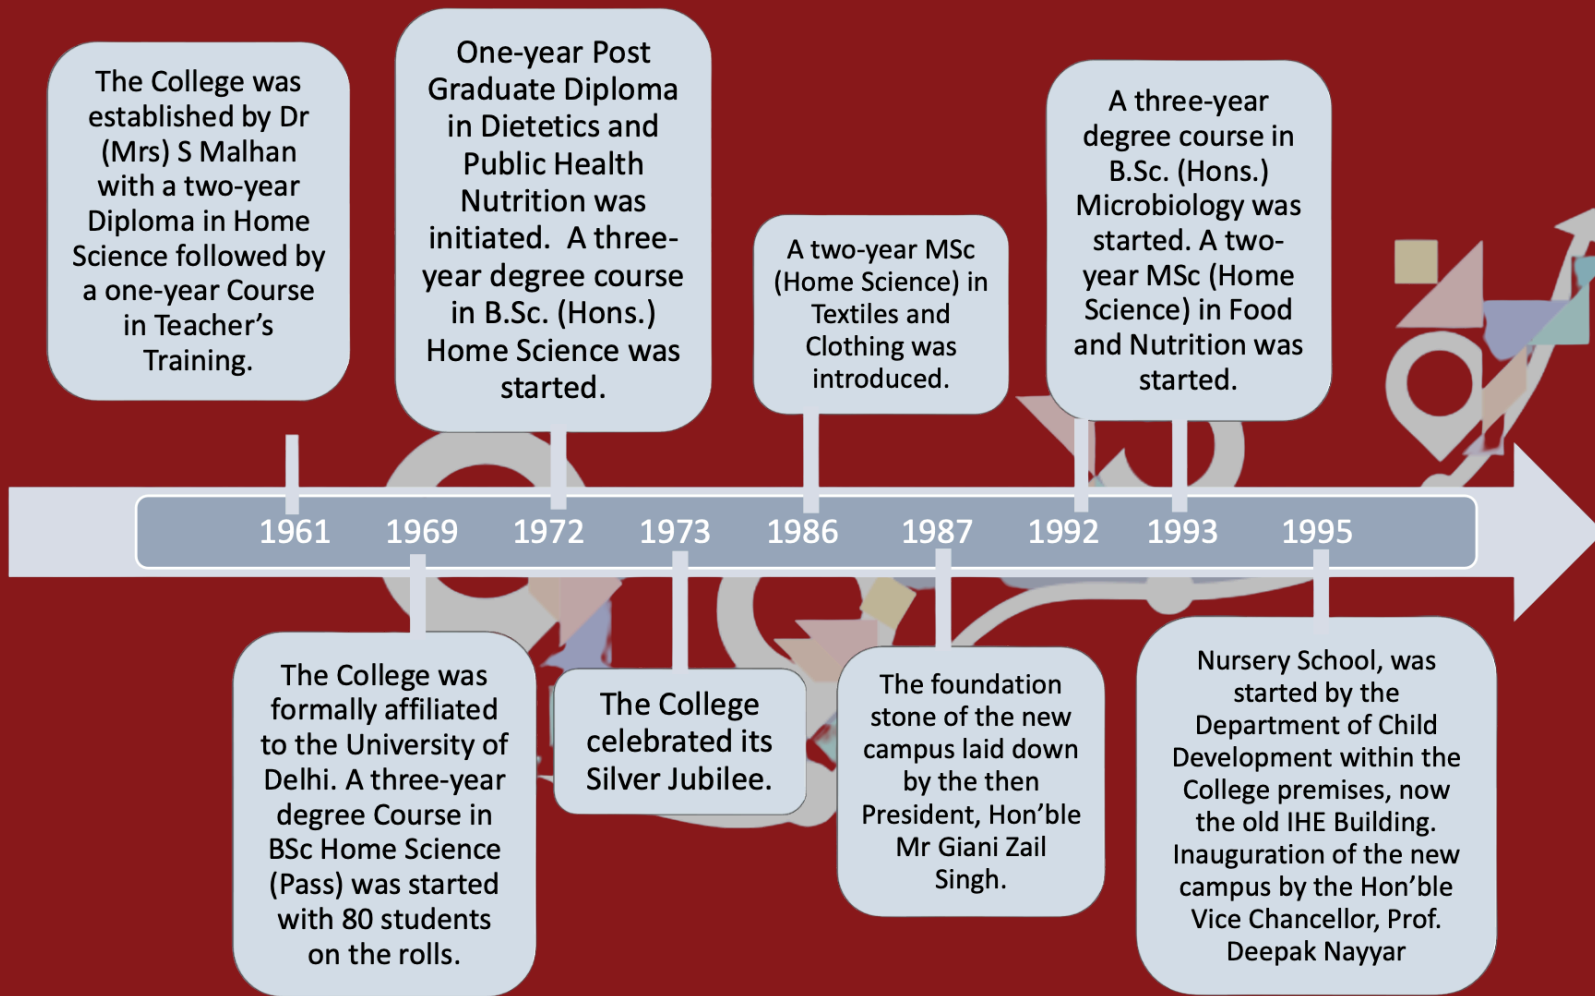 The College was
established by Dr
(Mrs) S Malhan
with a two-year
Diploma in Home
Science followed by
a one-year Course
in Teacher’s
Training.
One-year Post
Graduate Diploma
in Dietetics and
Public Health
Nutrition was
initiated.  A three-
year degree course
in B.Sc. (Hons.)
Home Science was
started.
A two-year MSc
(Home Science) in
Textiles and
Clothing was
introduced.
A three-year
degree course in
B.Sc. (Hons.)
Microbiology was
started. A two-
year MSc (Home
Science) in Food
and Nutrition was
started.
1961 1969 1972 1973 1986 1987 1992 1993 1995
The College was
formally affiliated
to the University of
Delhi. A three-year
degree Course in
BSc Home Science
(Pass) was started
with 80 students
on the rolls.
The College
celebrated its
Silver Jubilee.
The foundation
stone of the new
campus laid down
by the then
President, Hon’ble
Mr Giani Zail
Singh.
Nursery School, was
started by the
Department of Child
Development within the
College premises, now
the old IHE Building.
Inauguration of the new
campus by the Hon’ble
Vice Chancellor, Prof.
Deepak Nayyar